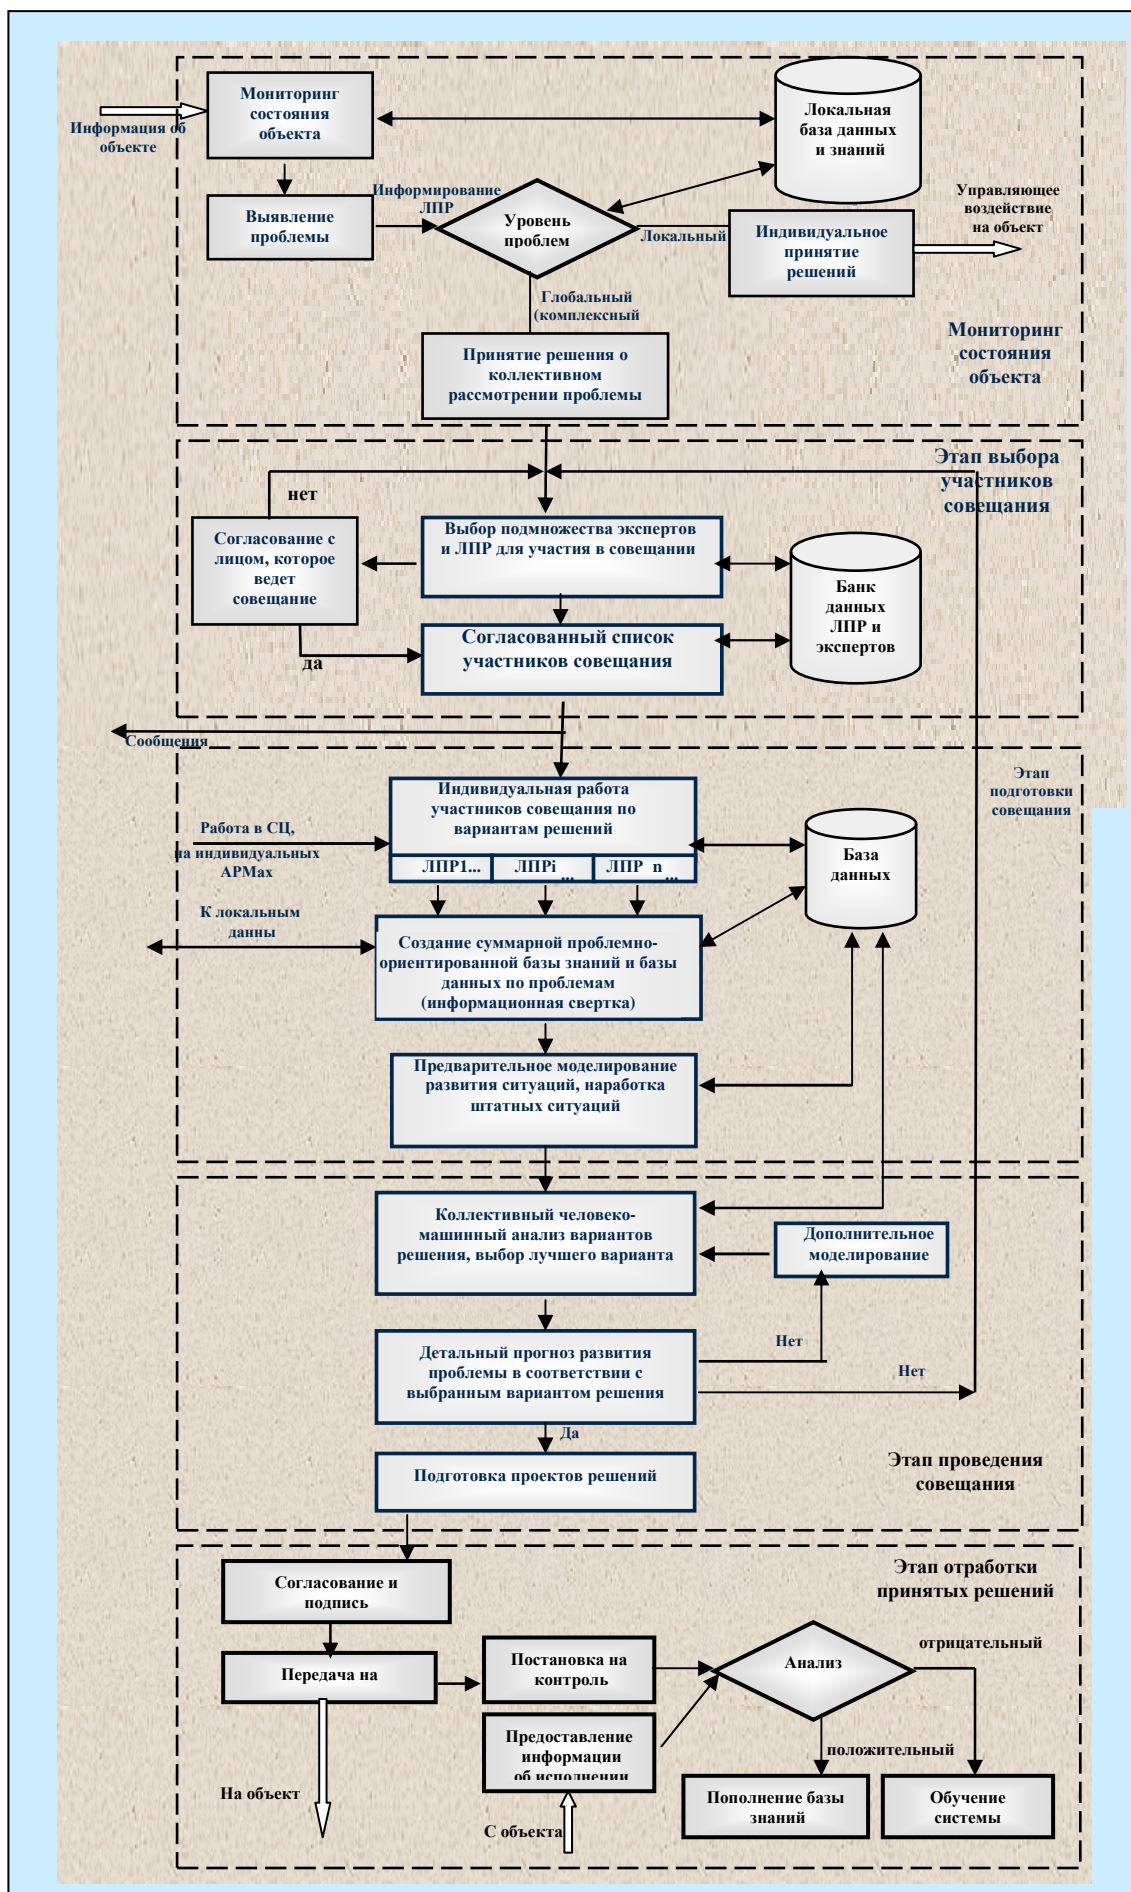 Мониторинг
состояния
объекта
Информация об
объекте
Локальная
база данных
и знаний
Выявление
проблемы
Информирование
ЛПР
Уровень
проблем
Локальный
Индивидуальное
принятие
решений
Управляющее
воздействие
на объект
Глобальный
(комплексный
Принятие решения о
коллективном
рассмотрении проблемы
Мониторинг
состояния
объекта
Этап выбора
участников
совещания
нет
Согласование с
лицом, которое
ведет
совещание
да
Выбор подмножества экспертов
и ЛПР для участия в совещании
Согласованный список
участников совещания
Банк
данных
ЛПР и
экспертов
Сообщения
Этап
подготовки
совещания
Индивидуальная работа
участников совещания по
вариантам решений
ЛПР1...
ЛПРi ...
ЛПР n ...
Работа в СЦ,
на индивидуальных
АРМах
База
данных
К локальным
данны
Создание суммарной проблемно-
ориентированной базы знаний и базы
данных по проблемам
(информационная свертка)
Предварительное моделирование
развития ситуаций, наработка
штатных ситуаций
Коллективный человеко-
машинный анализ вариантов
решения, выбор лучшего варианта
Дополнительное
моделирование
Нет
Детальный прогноз развития
проблемы в соответствии с
выбранным вариантом решения
Нет
Да
Подготовка проектов решений
Этап проведения
совещания
Этап отработки
принятых решений
Согласование и
подпись
Передача на
Постановка на
контроль
Анализ
отрицательный
Предоставление
информации
об исполнении
положительный
На объект
С объекта
Пополнение базы
знаний
Обучение
системы